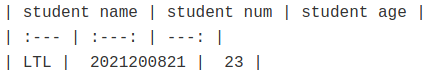 | student name | student num | student age |
| :--- | :---: | ---: |
| LTL |  2021200821 |  23 |